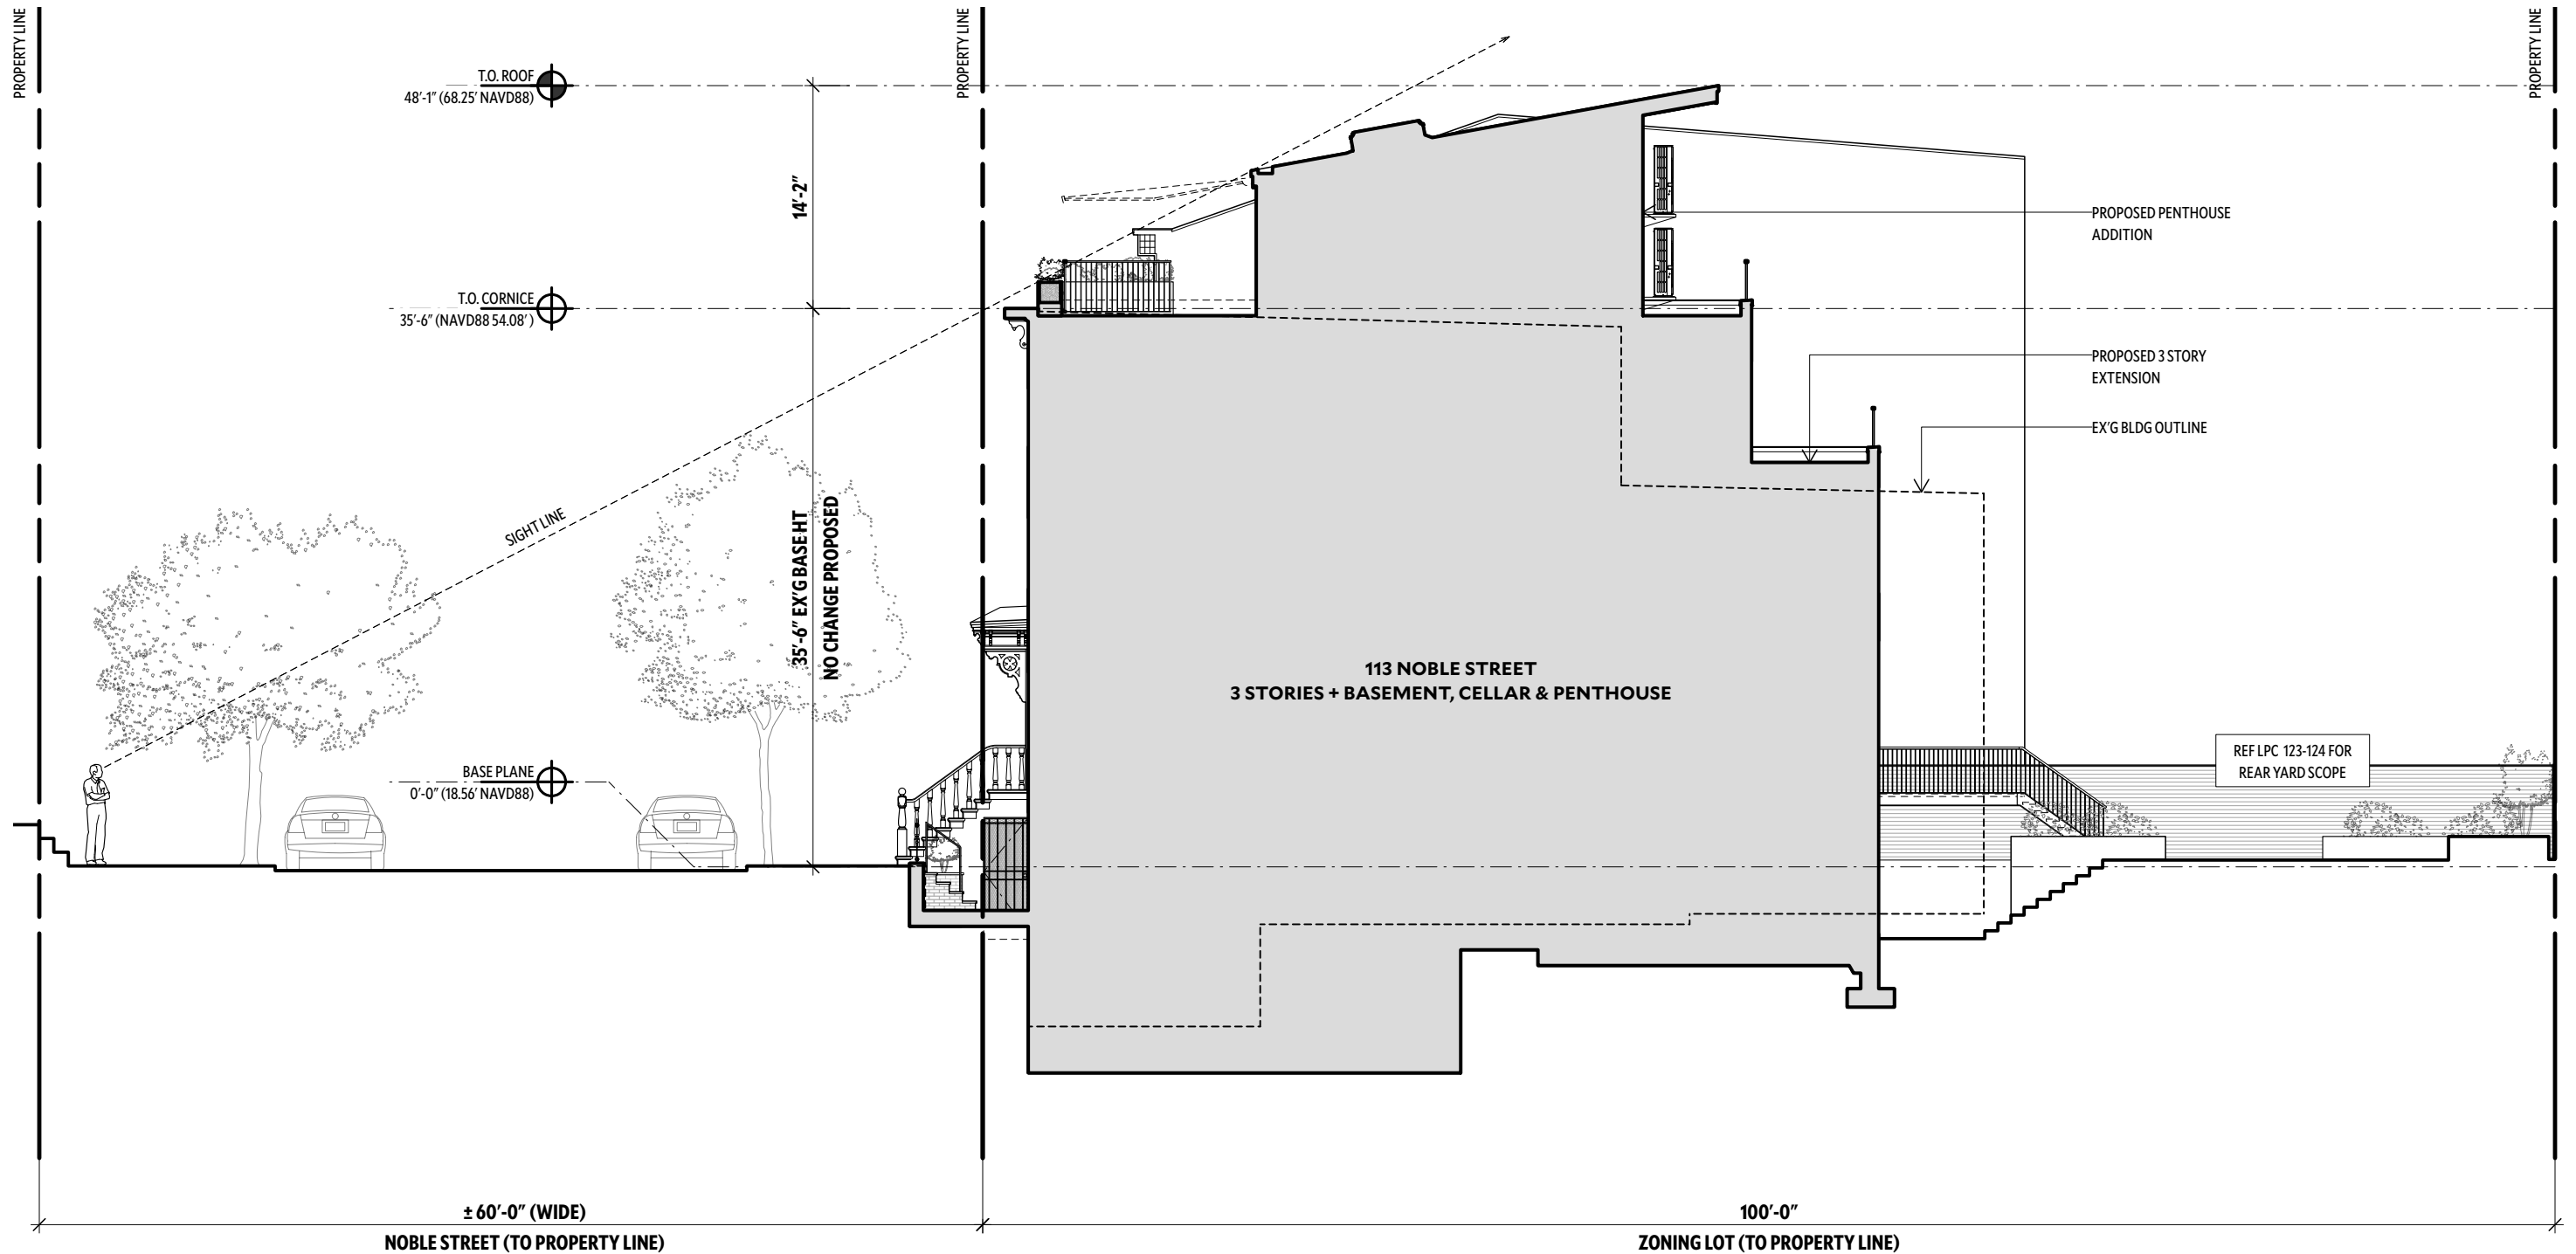 PROPERTY LINE
PROPERTY LINE
PROPERTY LINE
T.O. ROOF
48'-1" (68.25' NAVD88)
14'-2"
PROPOSED PENTHOUSE
ADDITION
T.O. CORNICE
35'-6" (NAVD88 54.08' )
PROPOSED 3 STORY
EXTENSION
EX'G BLDG OUTLINE
SIGHT LINE
35'-6" EX'G BASE HT
NO CHANGE PROPOSED
113 NOBLE STREET
3 STORIES + BASEMENT, CELLAR & PENTHOUSE
REF LPC 123-124 FOR
REAR YARD SCOPE
BASE PLANE
0'-0" (18.56' NAVD88)
± 60'-0" (WIDE)
NOBLE STREET (TO PROPERTY LINE)
100'-0"
ZONING LOT (TO PROPERTY LINE)